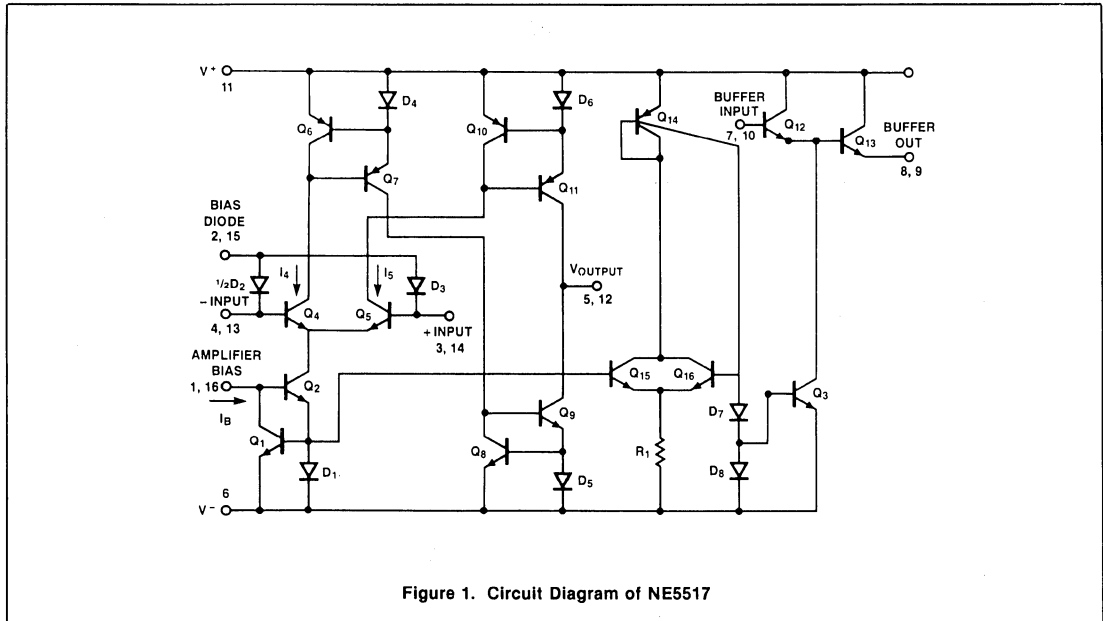 V+
11
D4
Q6
Q7
Q10
D6
Q11
Q14
BUFFER
INPUT
7, 10
Q12
Q13
BUFFER
OUT
8, 9
BIAS
DIODE
2, 15
1/2D2
I4
I5
D3
−INPUT
4, 13
Q4
Q5
+INPUT
3, 14
VOUTPUT
5, 12
AMPLIFIER
BIAS
1, 16
IB
Q2
Q1
D1
Q9
Q8
D5
Q15
Q16
R1
D7
D8
Q3
6
V−
Figure 1. Circuit Diagram of NE5517